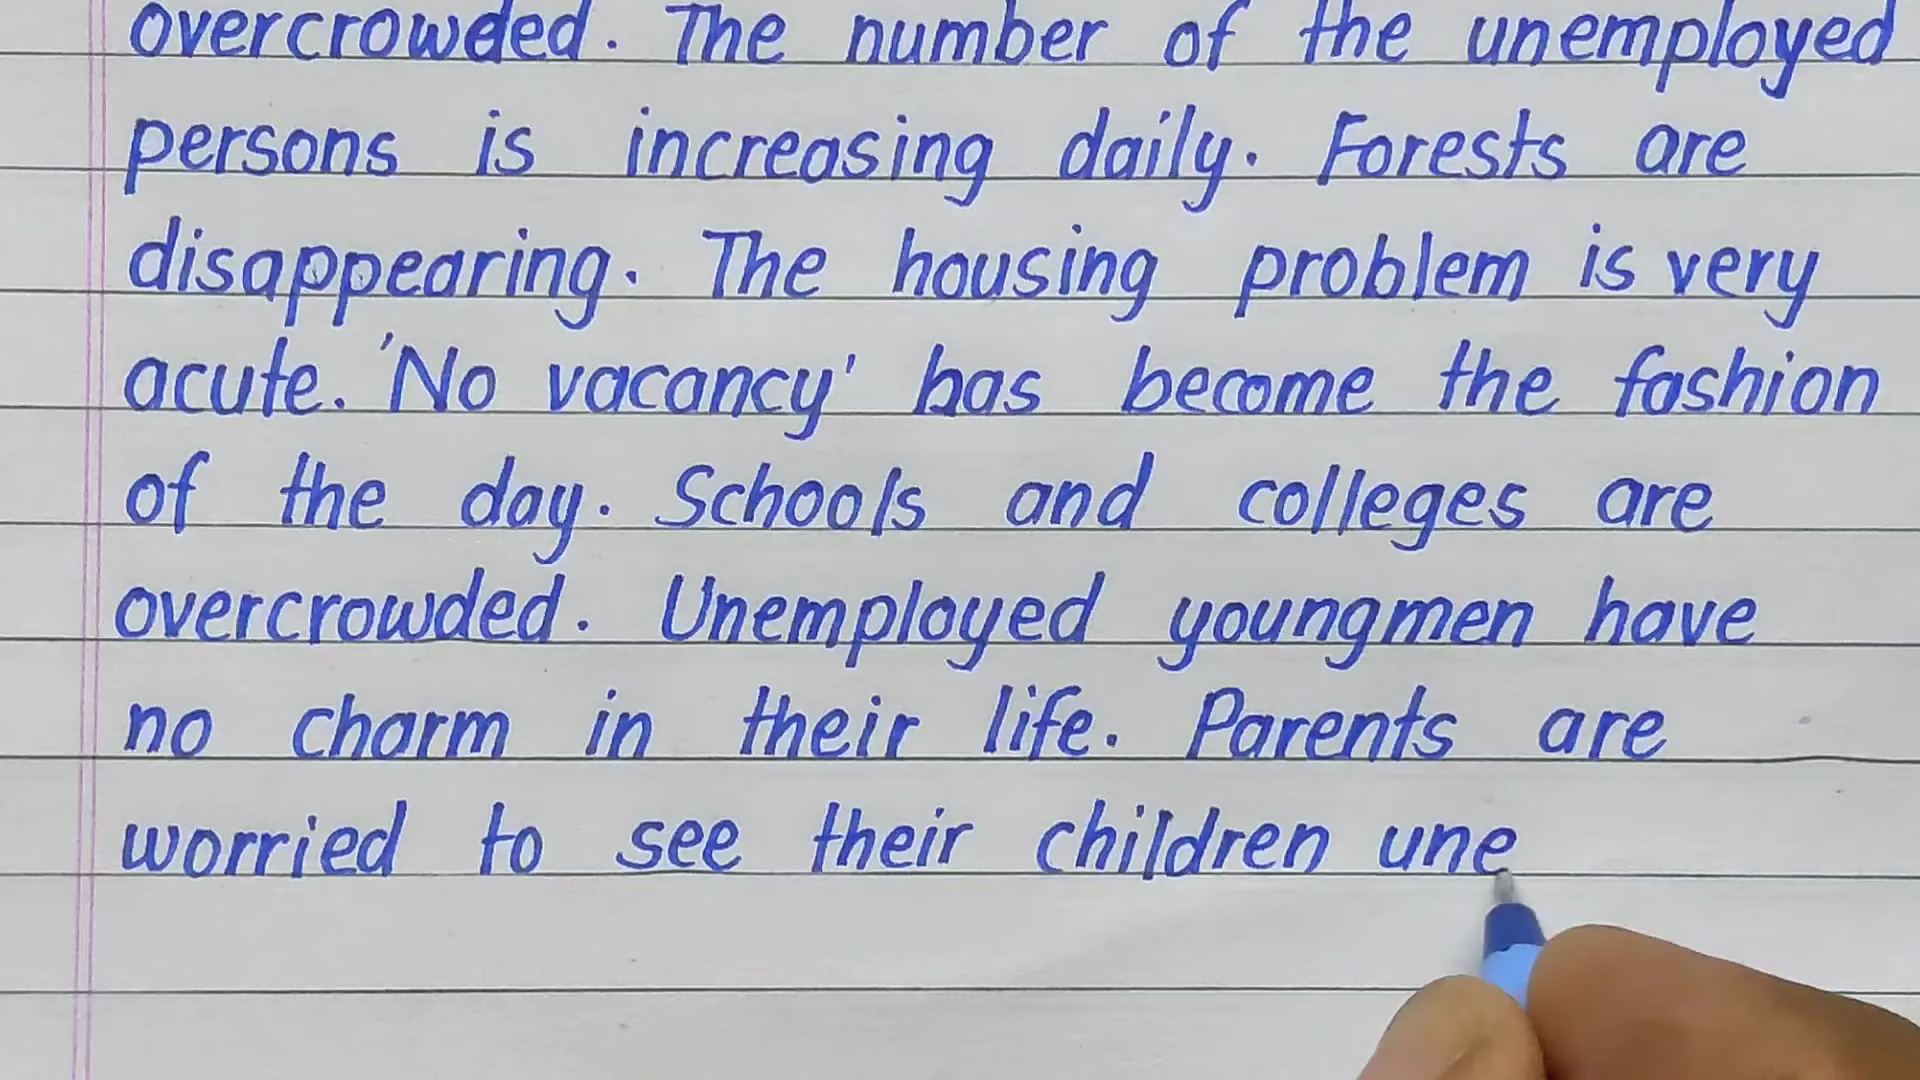 overcrowded. The number of the unemployed
persons is increasing daily. Forests are
disappearing. The housing problem is very
acute. 'No vacancy' has become the fashion
of the day. Schools and colleges are
overcrowded. Unemployed youngmen have
no charm in their life. Parents are
worried to see their children une